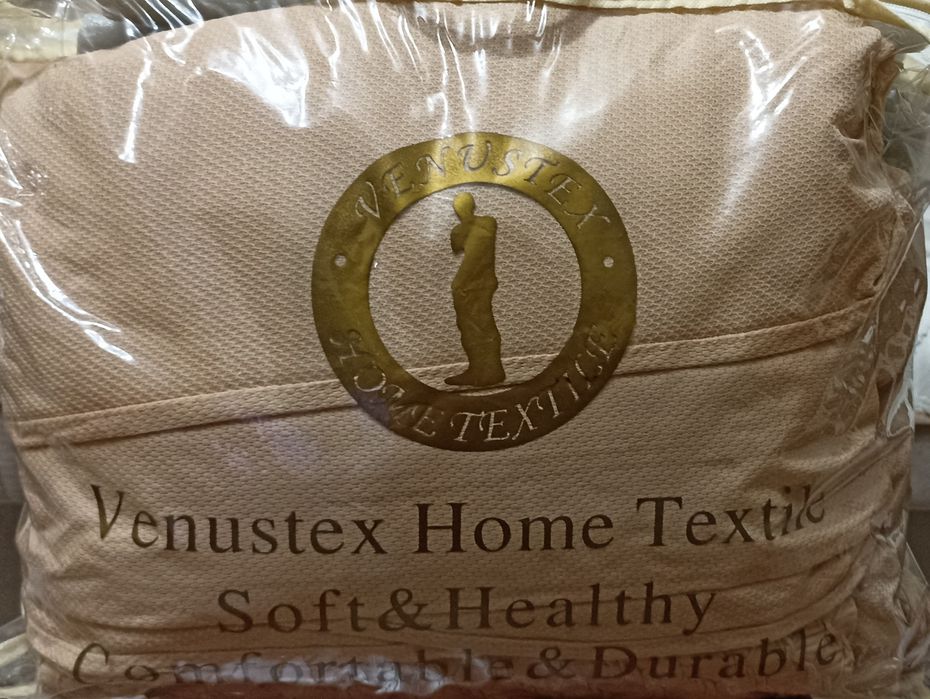 VENUSTEX
HOME TEXTILE
Venustex Home Textile
Soft&Healthy
Comfortable&Durable